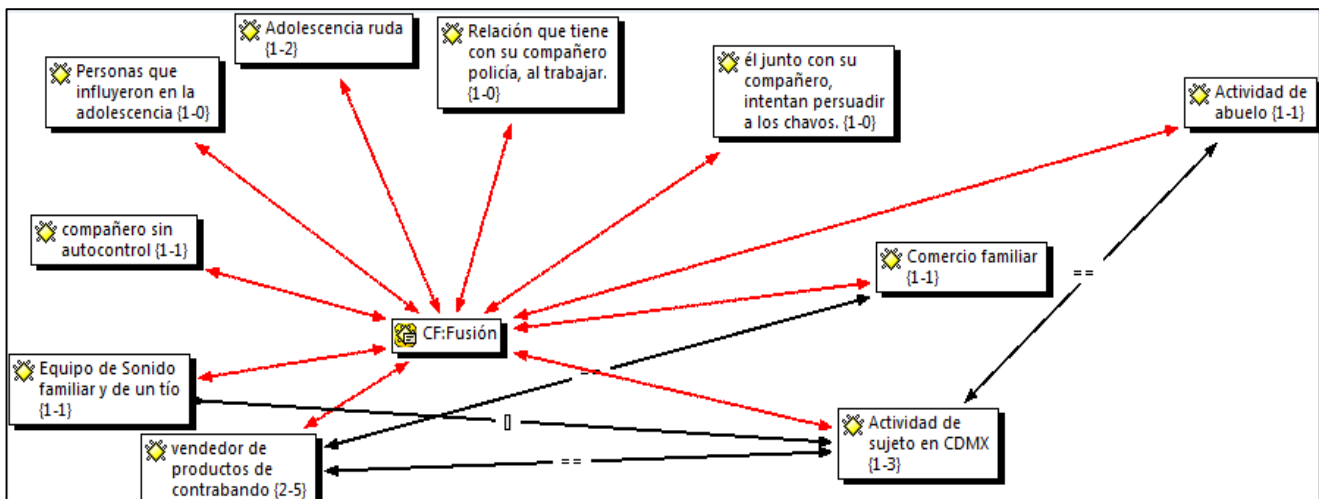 Adolescencia ruda
{1-2}
Relación que tiene
con su compañero
policía, al trabajar.
{1-0}
Personas que
influyeron en la
adolescencia {1-0}
él junto con su
compañero,
intentan persuadir
a los chavos. {1-0}
Actividad de
abuelo {1-1}
compañero sin
autocontrol {1-1}
Comercio familiar
{1-1}
==
CF:Fusión
Equipo de Sonido
familiar y de un tío
{1-1}
==
[]
Actividad de
sujeto en CDMX
{1-3}
vendedor de
productos de
contrabando {2-5}
==